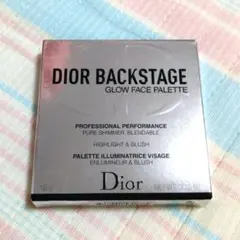 DIOR BACKSTAGE
GLOW FACE PALETTE
PROFESSIONAL PERFORMANCE
PURE SHIMMER, BLENDABLE
HIGHLIGHT & BLUSH
PALETTE ILLUMINATRICE VISAGE
ENLUMINEUR & BLUSH
Dior